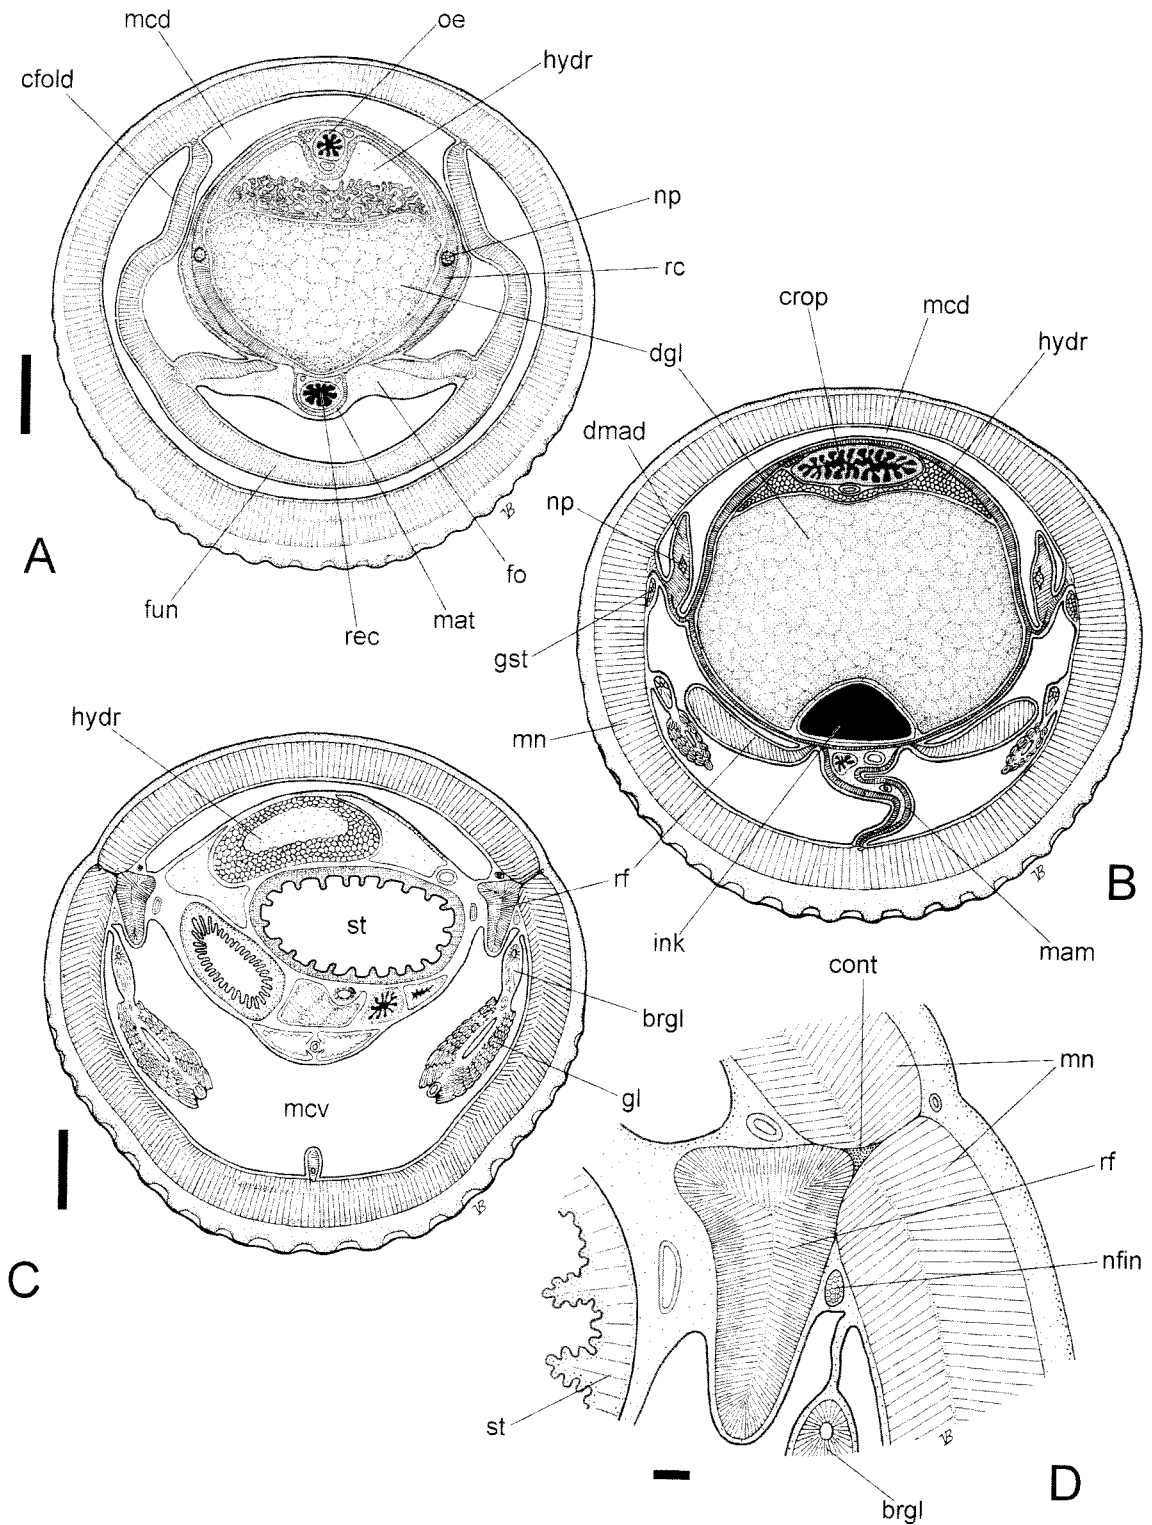 mcd
oe
cfold
hydr
np
rc
dgl
A
fun
rec
mat
fo
crop
mcd
hydr
dmad
np
gst
mn
rf
ink
mam
B
hydr
st
brgl
gl
mcv
C
cont
mn
rf
nfin
st
brgl
D